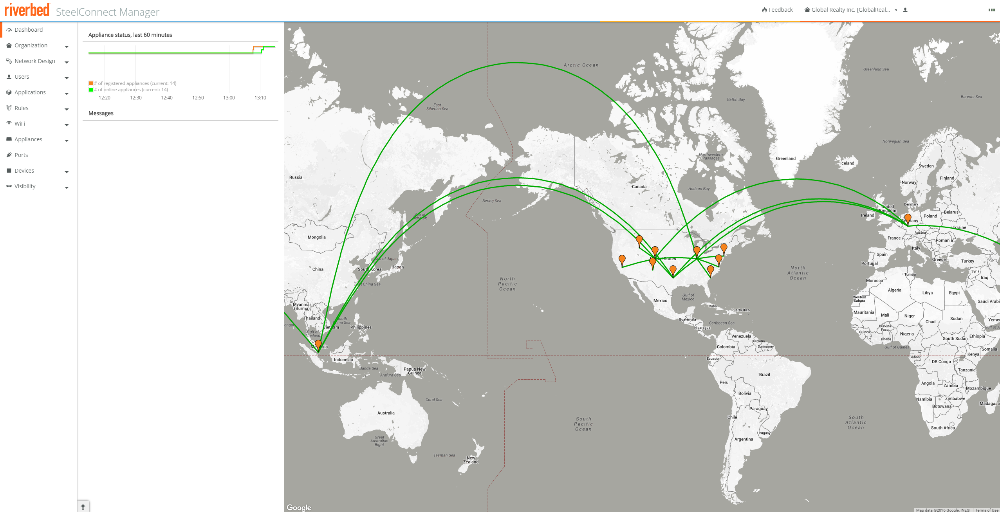 riverbed SteelConnect Manager
Feedback
Global Realty Inc. [GlobalReal...
Dashboard
Organization
Network Design
Users
Applications
Rules
WiFi
Appliances
Ports
Devices
Visibility
Appliance status, last 60 minutes
# of registered appliances (current: 14)
# of online appliances (current: 14)
12:20 12:30 12:40 12:50 13:00 13:10
Messages
Arctic Ocean
Greenland Sea
Barents Sea
Baffin Bay
East
Siberian Sea
Norwegian Sea
Northwestern
Passages
Greenland
Iceland
Sweden
Finland
Norway
Russia
Canada
Hudson Bay
Bering Sea
Sea of
Okhotsk
Denmark
United
Kingdom
Ireland
Poland
Belarus
Germany
Ukraine
Austria
France
Romania
Italy
Mongolia
Spain
Portugal
Greece
Turkey
Sea of Japan
South Korea
Japan
China
East China Sea
United States
North
Pacific
Ocean
North
Atlantic
Ocean
Syria
Iraq
Tunisia
Morocco
Algeria
Libya
Egypt
Western
Sahara
Saudi Arabi
Gulf of
Mexico
Mexico
Cuba
Puerto Rico
Myanmar
(Burma)
Thailand
Vietnam
South
China Sea
Philippines
Gulf of
Thailand
engal
Malaysia
Indonesia
Guatemala
Nicaragua
Caribbean Sea
Mauritania
Mali
Niger
Chad
Sudan
Yemen
Gulf of A
Burkina
Faso
Guinea
Ghana
Nigeria
South Sudan
Ethiopia
Gulf of Guinea
Somalia
Venezuela
Guyana
Suriname
Colombia
Ecuador
Gabon
DR Congo
Kenya
Tanzania
Banda Sea
Arafura Sea
Papua New
Guinea
Brazil
Peru
Bolivia
Angola
Zambia
Mozambique
Coral Sea
Namibia
Zimbabwe
Botswana
Madagasc
Australia
Paraguay
Chile
South
Pacific
Ocean
South
Atlantic
Ocean
South Africa
Uruguay
Argentina
Great
Australian
Bight
Tasman Sea
New
Zealand
Google
Map data ©2016 Google, INEGI
Terms of Use